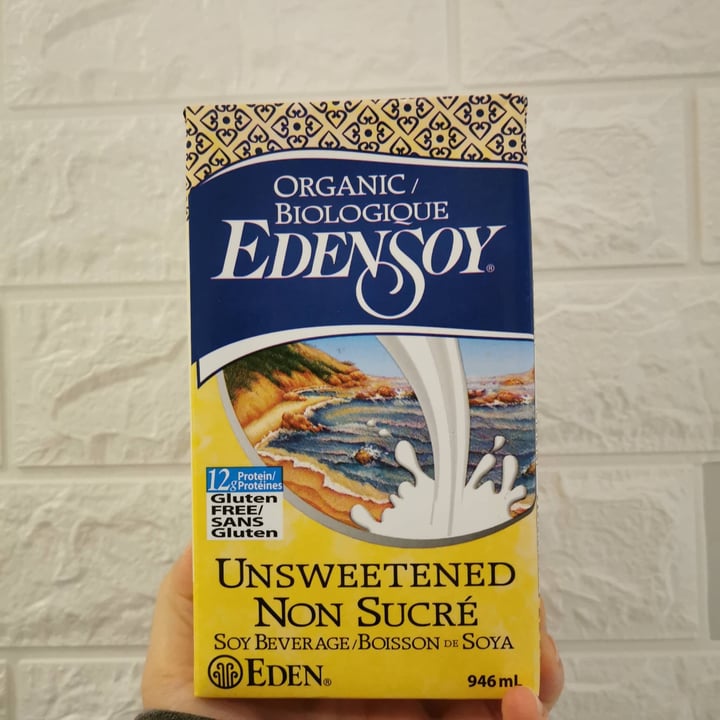 ORGANIC /
BIOLOGIQUE
EDENSOY®
12g Protein/
Protéines
Gluten
FREE/
SANS
Gluten
UNSWEETENED
NON SUCRÉ
SOY BEVERAGE/BOISSON DE SOYA
EDEN®
946 mL